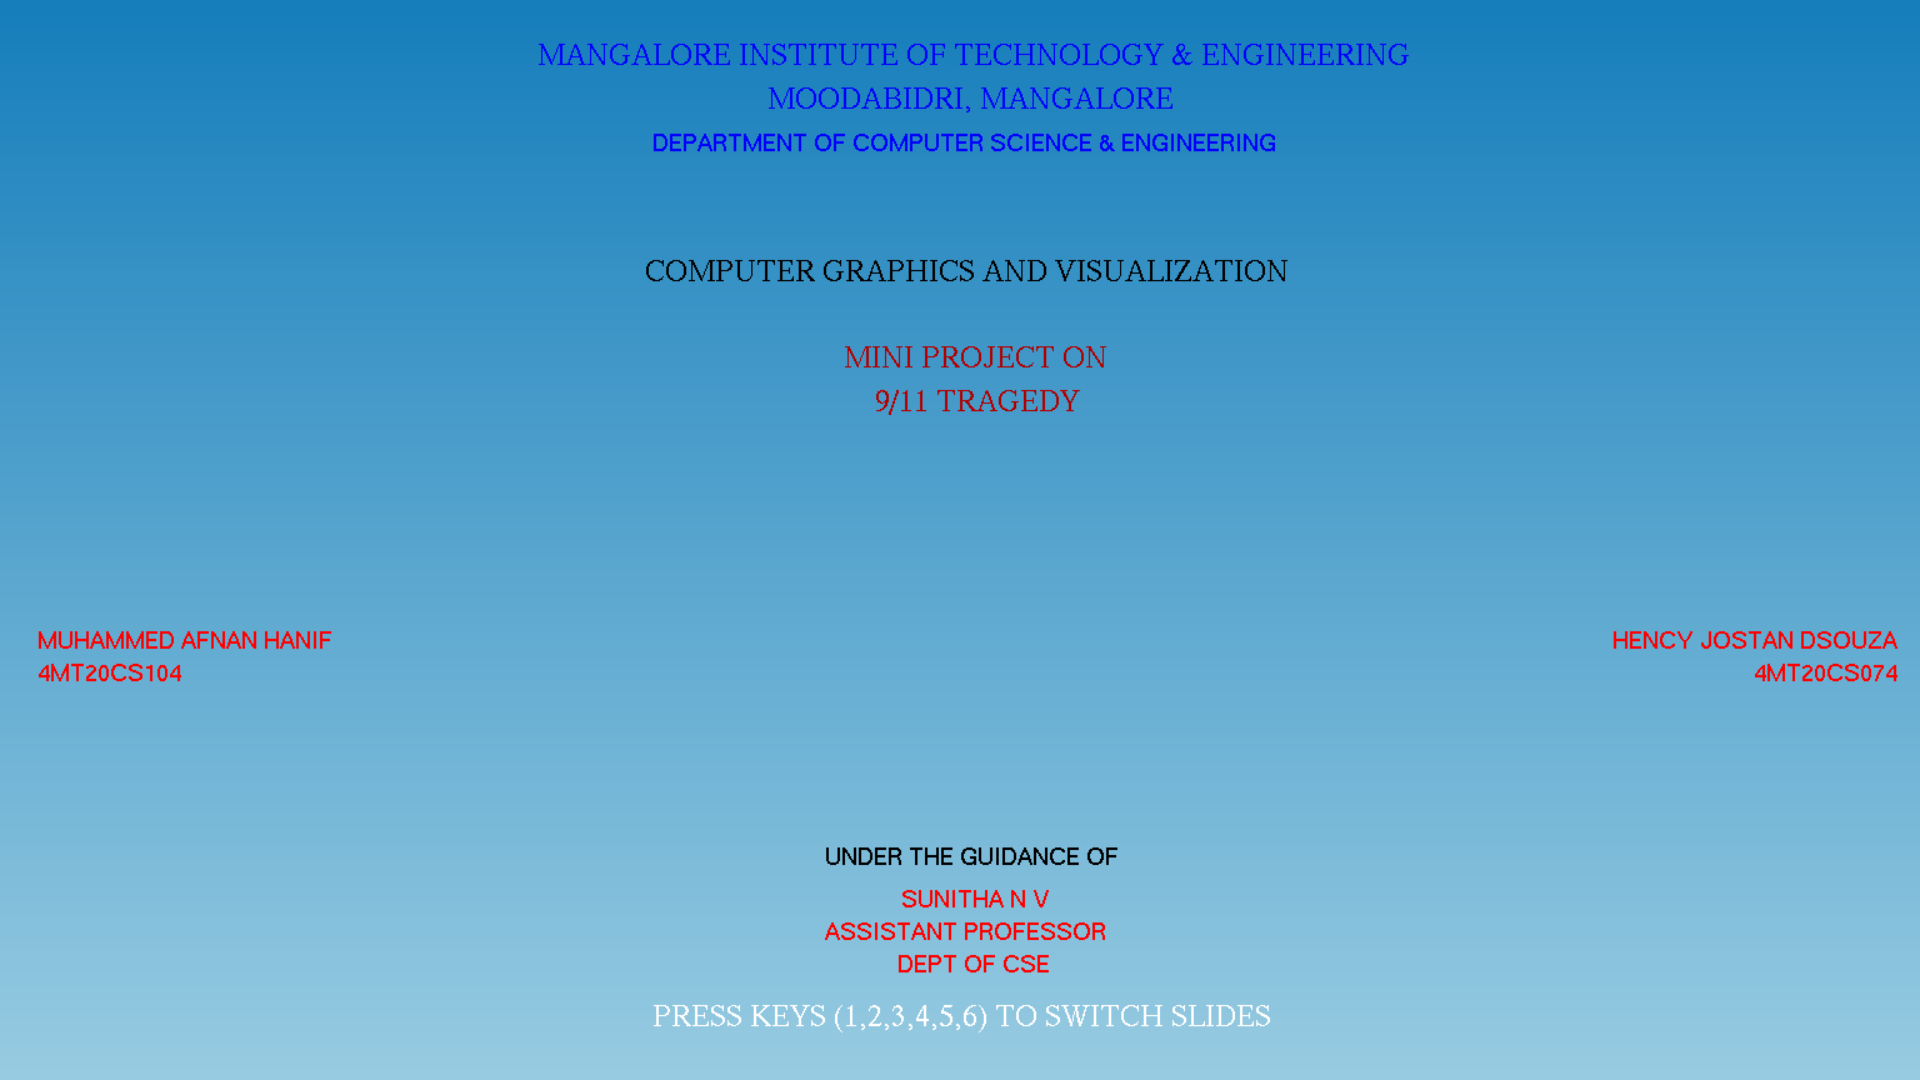 MANGALORE INSTITUTE OF TECHNOLOGY & ENGINEERING
MOODABIDRI, MANGALORE
DEPARTMENT OF COMPUTER SCIENCE & ENGINEERING
COMPUTER GRAPHICS AND VISUALIZATION
MINI PROJECT ON
9/11 TRAGEDY
MUHAMMED AFNAN HANIF
4MT20CS104
HENCY JOSTAN DSOUZA
4MT20CS074
UNDER THE GUIDANCE OF
SUNITHA N V
ASSISTANT PROFESSOR
DEPT OF CSE
PRESS KEYS (1,2,3,4,5,6) TO SWITCH SLIDES